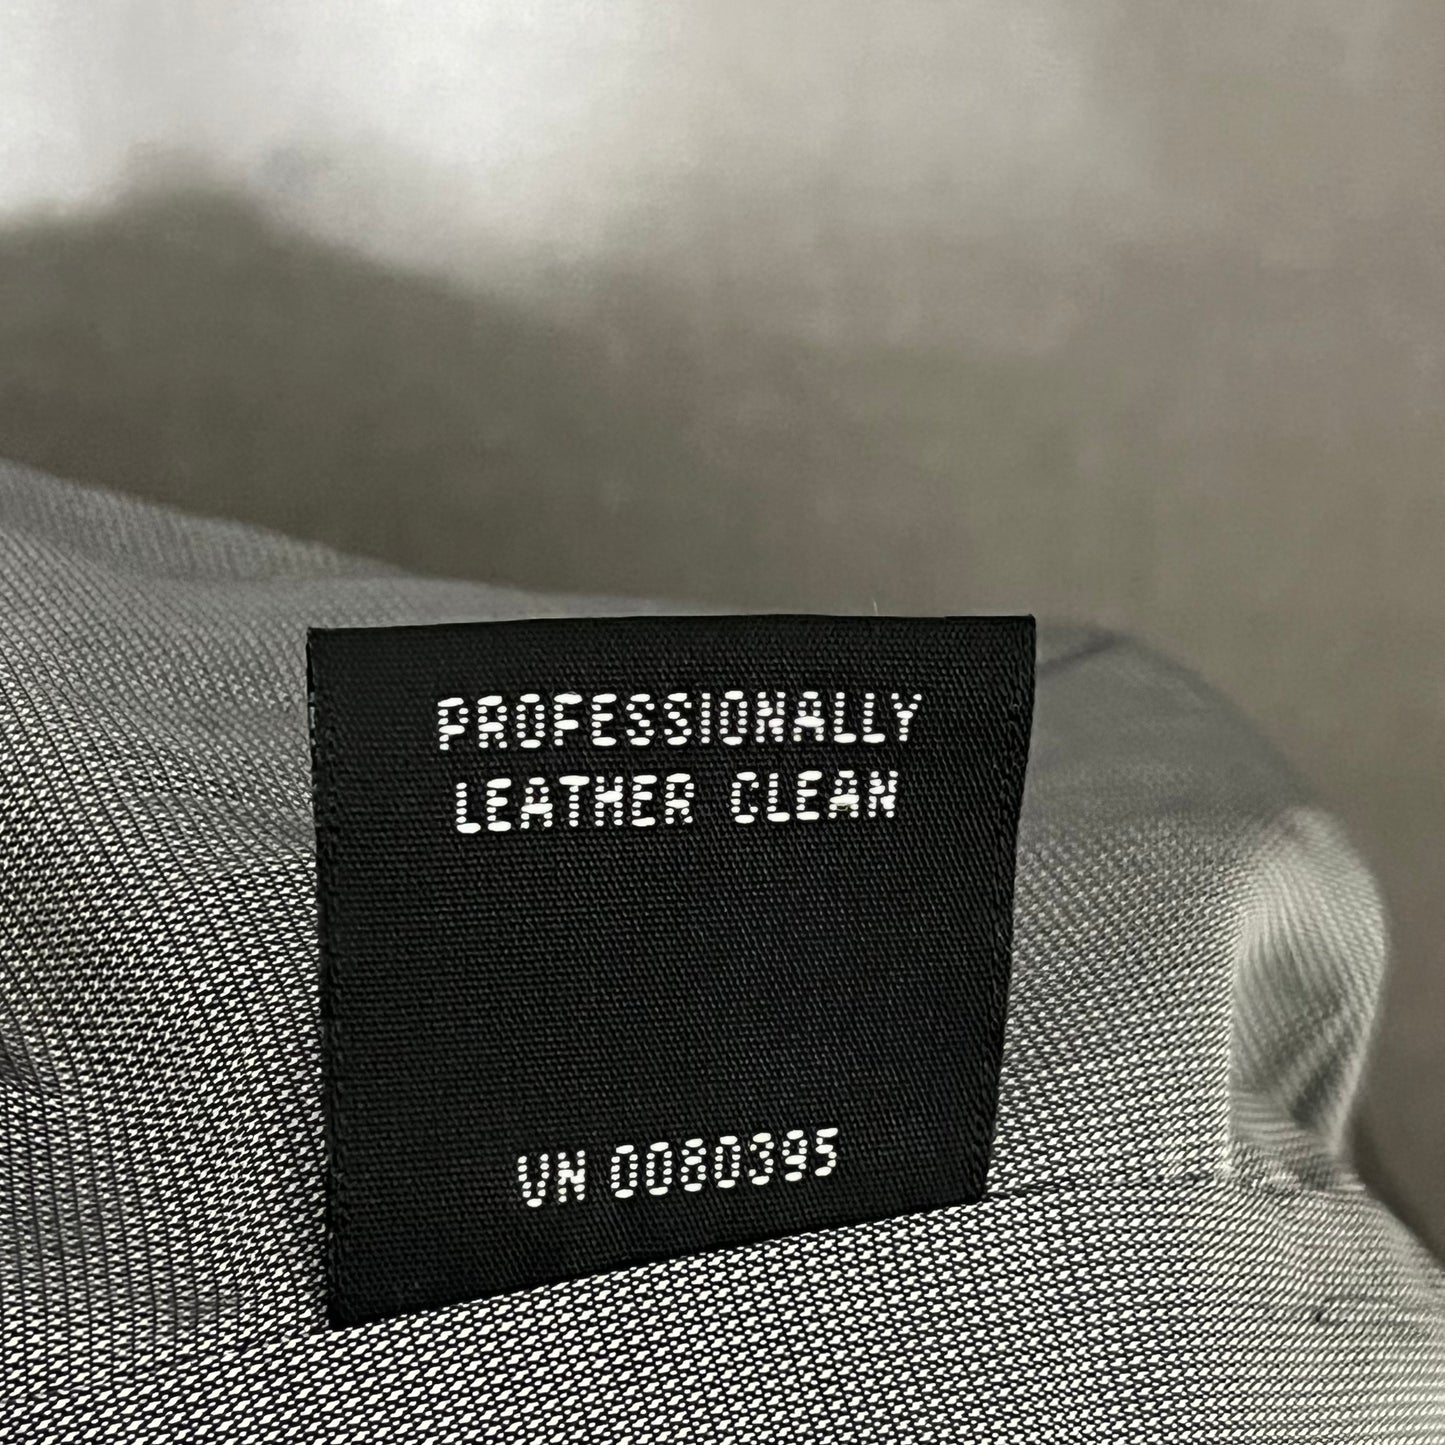 PROFESSIONALLY
LEATHER CLEAN
VN 0080395